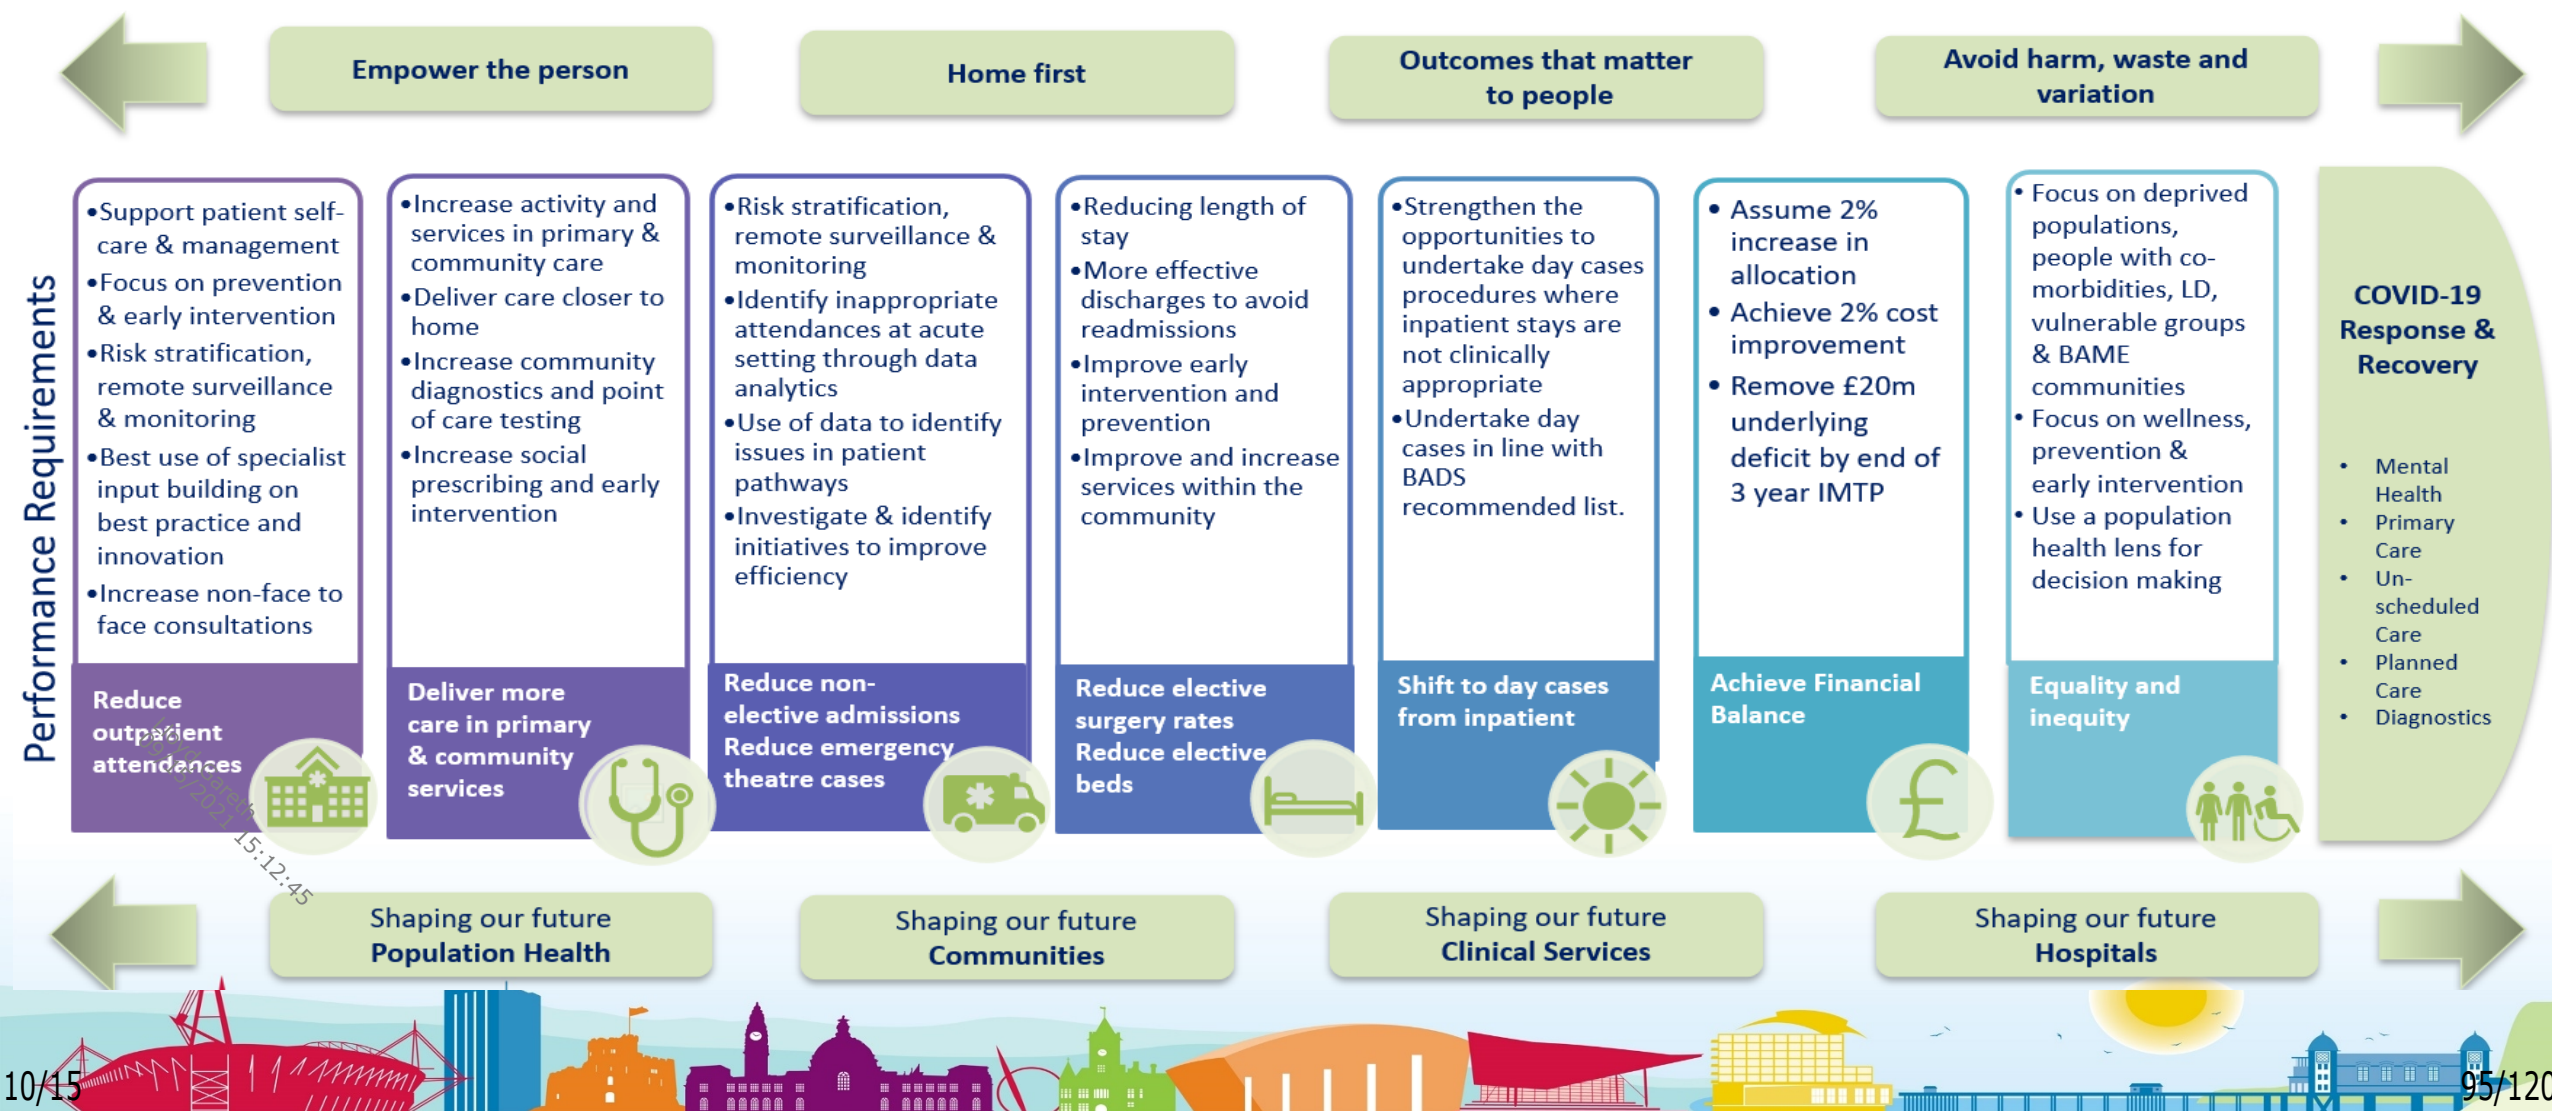 Empower the person
Home first
Outcomes that matter
to people
Avoid harm, waste and
variation
Performance Requirements
•Support patient self-
care & management
•Focus on prevention
& early intervention
•Risk stratification,
remote surveillance
& monitoring
•Best use of specialist
input building on
best practice and
innovation
•Increase non-face to
face consultations
Reduce
outpatient
attendances
•Increase activity and
services in primary &
community care
•Deliver care closer to
home
•Increase community
diagnostics and point
of care testing
•Increase social
prescribing and early
intervention
Deliver more
care in primary
& community
services
•Risk stratification,
remote surveillance &
monitoring
•Identify inappropriate
attendances at acute
setting through data
analytics
•Use of data to identify
issues in patient
pathways
•Investigate & identify
initiatives to improve
efficiency
Reduce non-
elective admissions
Reduce emergency
theatre cases
•Reducing length of
stay
•More effective
discharges to avoid
readmissions
•Improve early
intervention and
prevention
•Improve and increase
services within the
community
Reduce elective
surgery rates
Reduce elective
beds
•Strengthen the
opportunities to
undertake day cases
procedures where
inpatient stays are
not clinically
appropriate
•Undertake day
cases in line with
BADS
recommended list.
Shift to day cases
from inpatient
• Assume 2%
increase in
allocation
• Achieve 2% cost
improvement
• Remove £20m
underlying
deficit by end of
3 year IMTP
Achieve Financial
Balance
£
• Focus on deprived
populations,
people with co-
morbidities, LD,
vulnerable groups
& BAME
communities
• Focus on wellness,
prevention &
early intervention
• Use a population
health lens for
decision making
Equality and
inequity
COVID-19
Response &
Recovery
• Mental
Health
• Primary
Care
• Un-
scheduled
Care
• Planned
Care
• Diagnostics
Gareth
2021 15:12:45
Shaping our future
Population Health
Shaping our future
Communities
Shaping our future
Clinical Services
Shaping our future
Hospitals
10/15
95/120